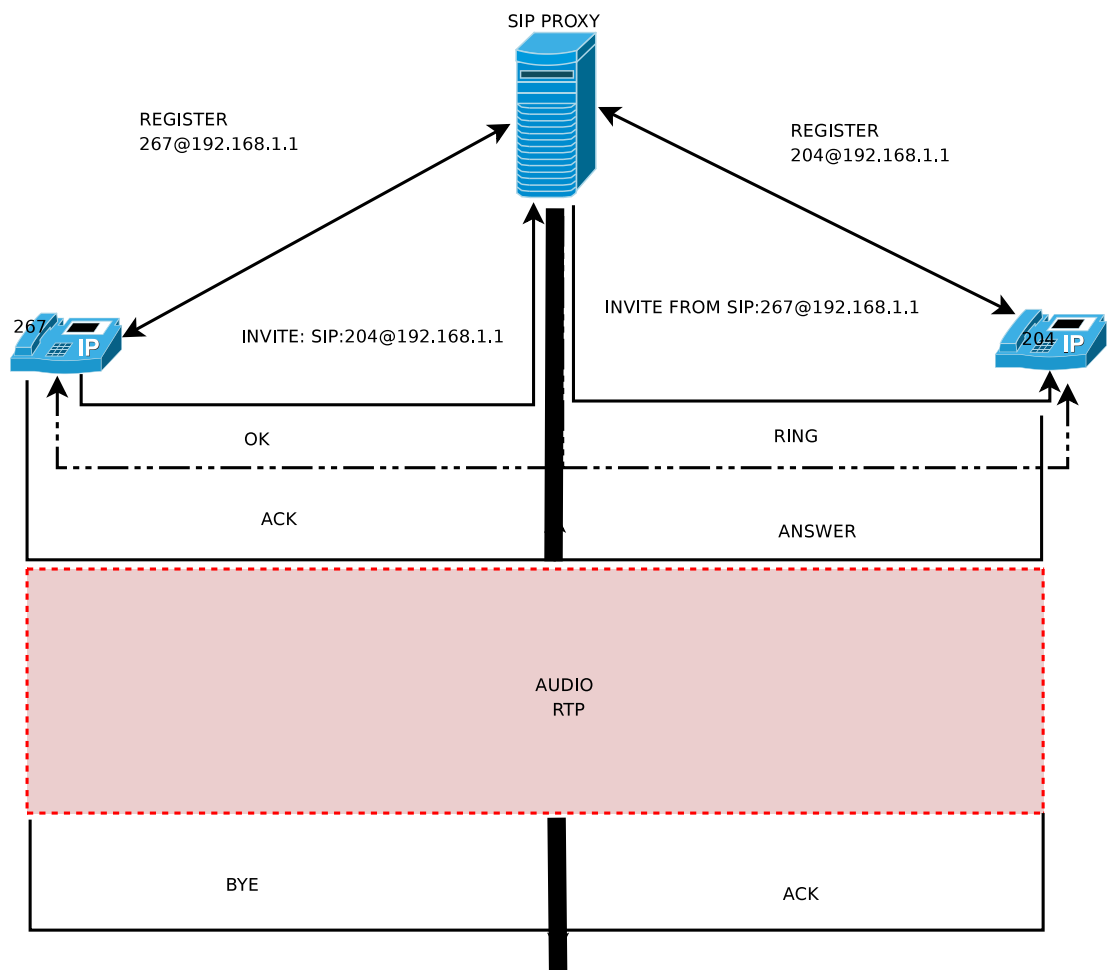 SIP PROXY
REGISTER
267@192.168.1.1
REGISTER
204@192.168.1.1
267
IP
INVITE: SIP:204@192.168.1.1
INVITE FROM SIP:267@192.168.1.1
204
IP
OK
RING
ACK
ANSWER
AUDIO
RTP
BYE
ACK